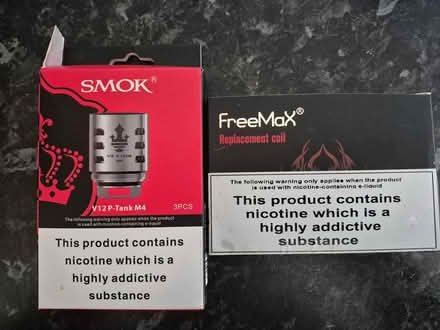 SMOK®
V12 P-Tank M4
3PCS
The following warning only applies when the product
is used with nicotine-containing e-liquid
This product contains
nicotine which is a
highly addictive
substance
FreeMaX®
Replacement coil
The following warning only applies when the product
is used with nicotine-containing e-liquid
This product contains
nicotine which is a
highly addictive
substance